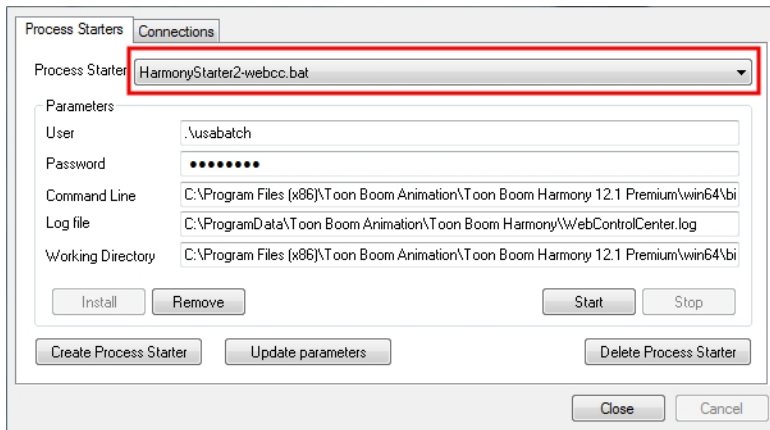 Process Starters Connections
Process Starter HarmonyStarter2-webcc.bat
Parameters
User .\usabatch
Password ●●●●●●●●
Command Line C:\Program Files (x86)\Toon Boom Animation\Toon Boom Harmony 12.1 Premium\win64\bi
Log file C:\ProgramData\Toon Boom Animation\Toon Boom Harmony\WebControlCenter.log
Working Directory C:\Program Files (x86)\Toon Boom Animation\Toon Boom Harmony 12.1 Premium\win64\bi
Install Remove Start Stop
Create Process Starter Update parameters Delete Process Starter
Close Cancel